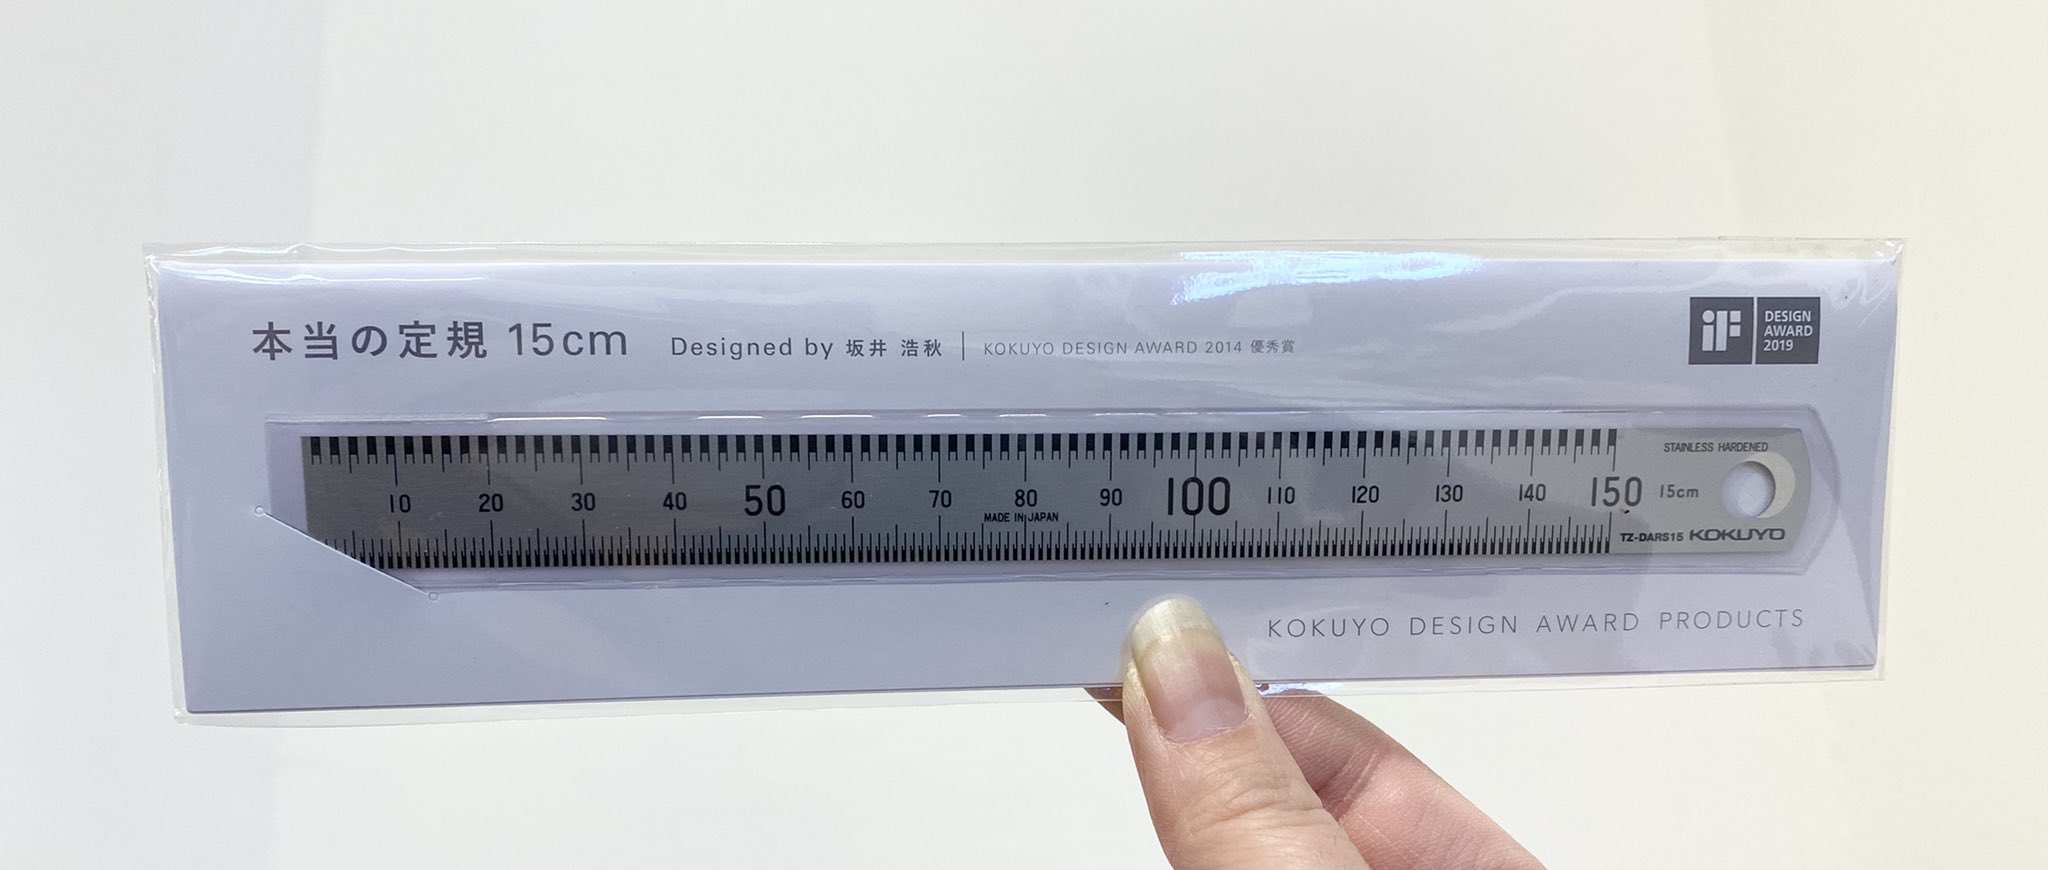 本当の定規 15cm Designed by 坂井 浩秋 | KOKUYO DESIGN AWARD 2014 優秀賞
iF DESIGN AWARD 2019
STAINLESS HARDENED
10 20 30 40 50 60 70 80 90 100 110 120 130 140 150 15cm
MADE IN JAPAN
TZ-DARS15 KOKUYO
KOKUYO DESIGN AWARD PRODUCTS